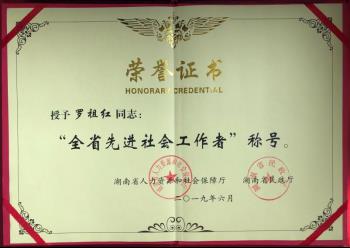 荣誉证书
HONORARY CREDENTIAL
授予罗祖红同志：
“全省先进社会工作者”称号。
湖南省人力资源和社会保障厅 湖南省民政厅
二〇一九年六月